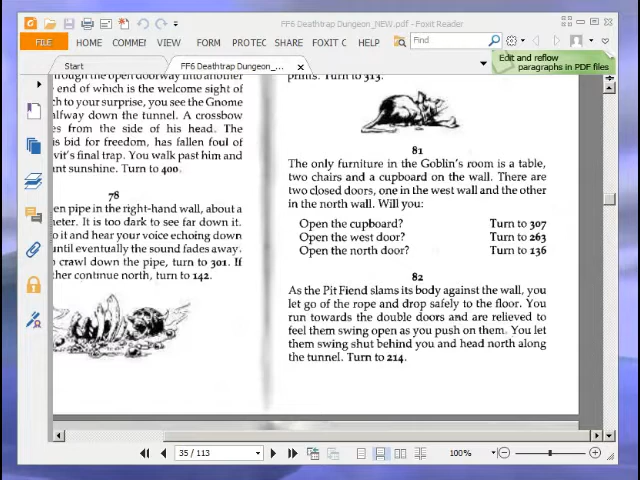 FF6 Deathtrap Dungeon_NEW.pdf - Foxit Reader
FILE HOME COMMEI VIEW FORM PROTEC SHARE FOXIT C HELP Find
Edit and reflow
paragraphs in PDF files
Start FF6 Deathtrap Dungeon_...
through the open doorway into another
end of which is the welcome sight of
ch to your surprise, you see the Gnome
lfway down the tunnel. A crossbow
es from the side of his head. The
is bid for freedom, has fallen foul of
vit's final trap. You walk past him and
nt sunshine. Turn to 400.
78
en pipe in the right-hand wall, about a
neter. It is too dark to see far down it.
o it and hear your voice echoing down
until eventually the sound fades away.
o crawl down the pipe, turn to 301. If
ther continue north, turn to 142.
prints. Turn to 313.
81
The only furniture in the Goblin's room is a table,
two chairs and a cupboard on the wall. There are
two closed doors, one in the west wall and the other
in the north wall. Will you:
Open the cupboard? Turn to 307
Open the west door? Turn to 263
Open the north door? Turn to 136
82
As the Pit Fiend slams its body against the wall, you
let go of the rope and drop safely to the floor. You
run towards the double doors and are relieved to
feel them swing open as you push on them. You let
them swing shut behind you and head north along
the tunnel. Turn to 214.
35 / 113 100%